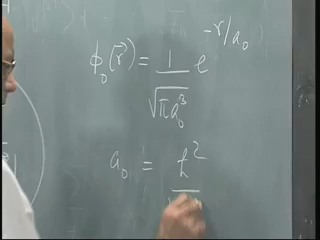 ϕ₀(r⃗) = 1/√(πa₀³) e^(-r/a₀)
a₀ = ħ²